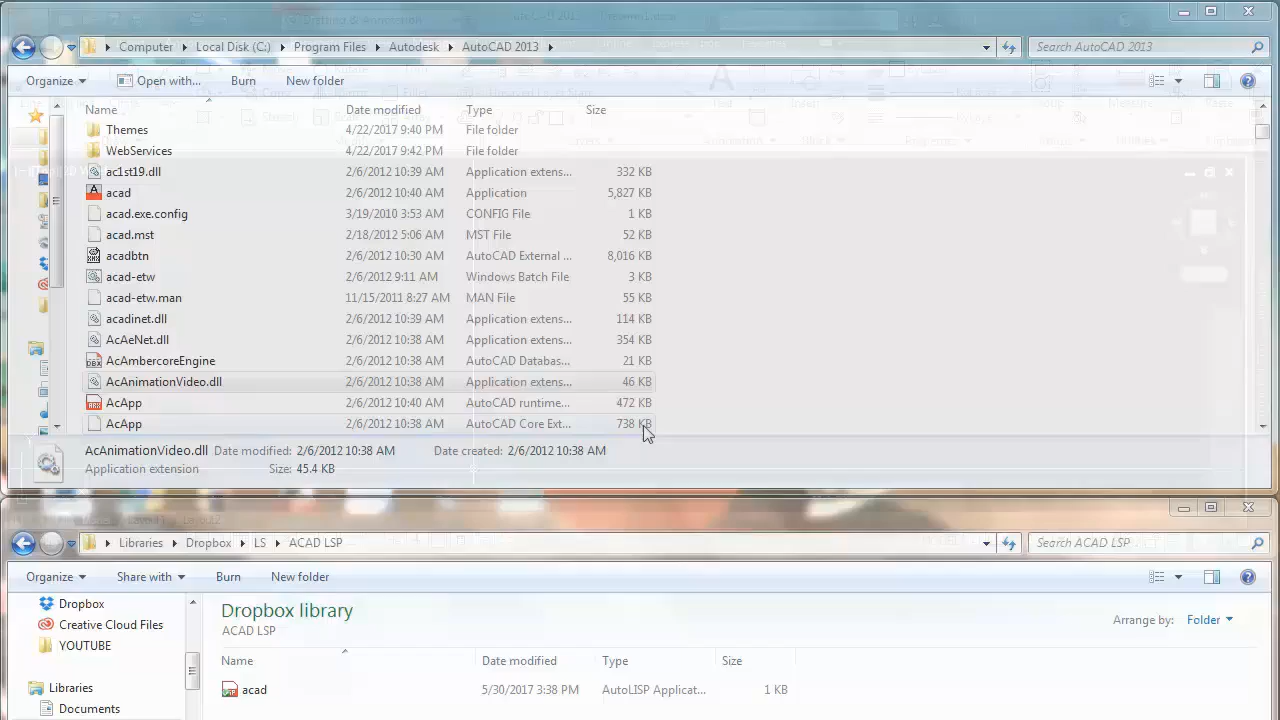 Drafting & Annotation
Computer Local Disk (C:) Program Files Autodesk AutoCAD 2013
Search AutoCAD 2013
Organize Open with... Burn New folder
Name Date modified Type Size
Themes 4/22/2017 9:40 PM File folder
WebServices 4/22/2017 9:42 PM File folder
ac1st19.dll 2/6/2012 10:39 AM Application extens... 332 KB
acad 2/6/2012 10:40 AM Application 5,827 KB
acad.exe.config 3/19/2010 3:53 AM CONFIG File 1 KB
acad.mst 2/18/2012 5:06 AM MST File 52 KB
acadbtn 2/6/2012 10:30 AM AutoCAD External ... 8,016 KB
acad-etw 2/6/2012 9:11 AM Windows Batch File 3 KB
acad-etw.man 11/15/2011 8:27 AM MAN File 55 KB
acadinet.dll 2/6/2012 10:39 AM Application extens... 114 KB
AcAeNet.dll 2/6/2012 10:38 AM Application extens... 354 KB
AcAmbercoreEngine 2/6/2012 10:38 AM AutoCAD Databas... 21 KB
AcAnimationVideo.dll 2/6/2012 10:38 AM Application extens... 46 KB
AcApp 2/6/2012 10:40 AM AutoCAD runtime... 472 KB
AcApp 2/6/2012 10:38 AM AutoCAD Core Ext... 738 KB
AcAnimationVideo.dll Date modified: 2/6/2012 10:38 AM Date created: 2/6/2012 10:38 AM
Application extension Size: 45.4 KB
Libraries Dropbox LS ACAD LSP
Search ACAD LSP
Organize Share with Burn New folder
Dropbox
Creative Cloud Files
YOUTUBE
Libraries
Documents
Dropbox library
ACAD LSP
Arrange by: Folder
Name Date modified Type Size
acad 5/30/2017 3:38 PM AutoLISP Applicat... 1 KB